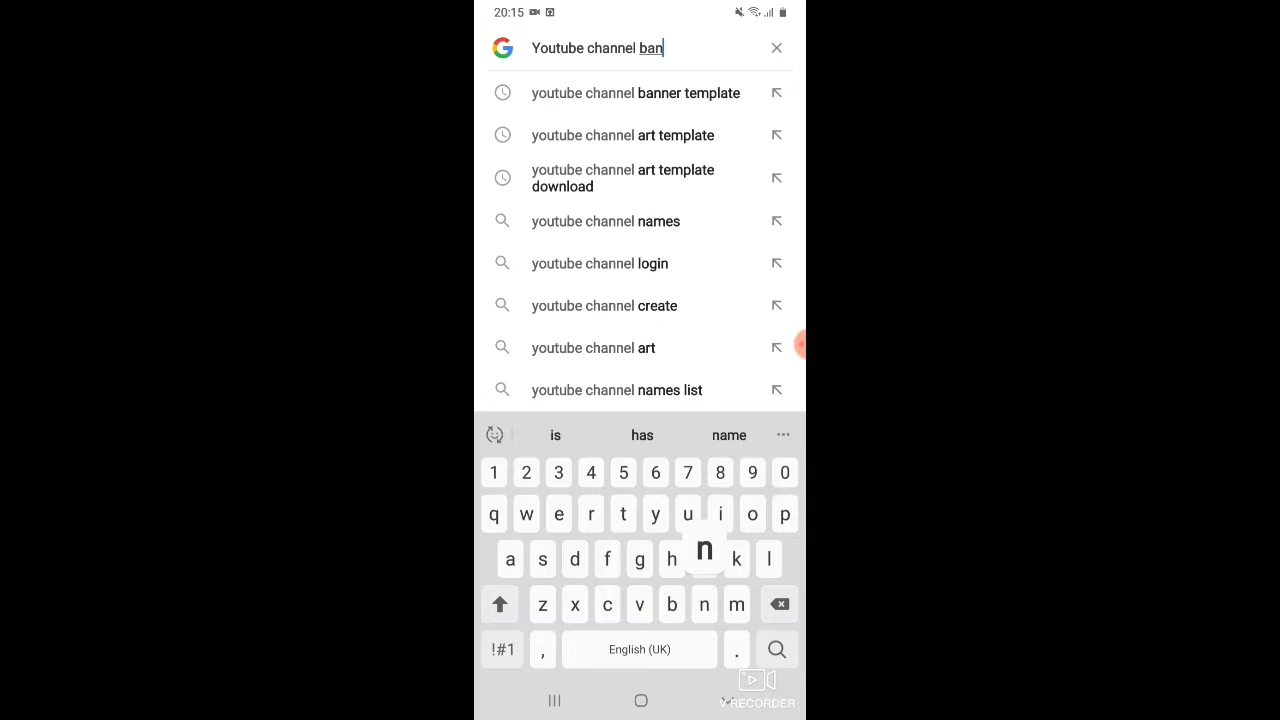 20:15
Youtube channel ban
youtube channel banner template
youtube channel art template
youtube channel art template
download
youtube channel names
youtube channel login
youtube channel create
youtube channel art
youtube channel names list
is has name
1 2 3 4 5 6 7 8 9 0
q w e r t y u i o p
a s d f g h n k l
z x c v b n m
!#1 , English (UK) .
V RECORDER